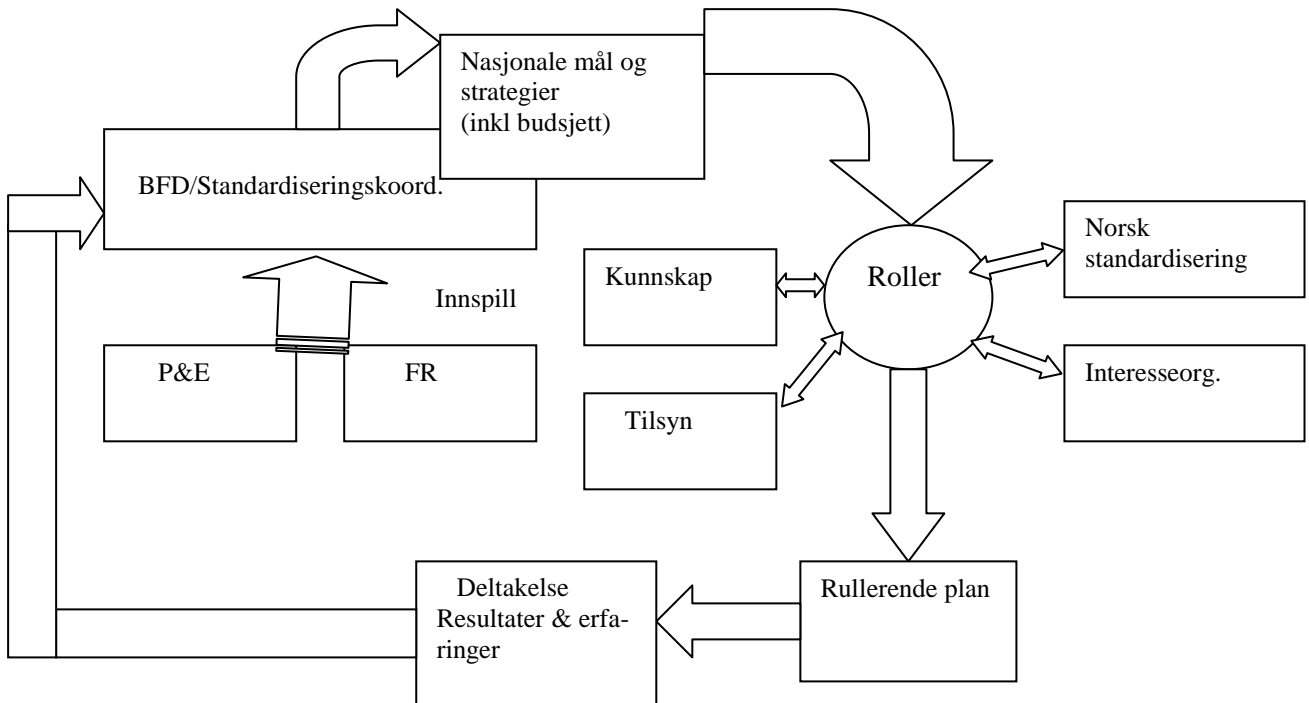 Nasjonale mål og
strategier
(inkl budsjett)
BFD/Standardiseringskoord.
Norsk
standardisering
Kunnskap
Roller
Innspill
P&E
FR
Interesseorg.
Tilsyn
Deltakelse
Resultater & erfa-
ringer
Rullerende plan